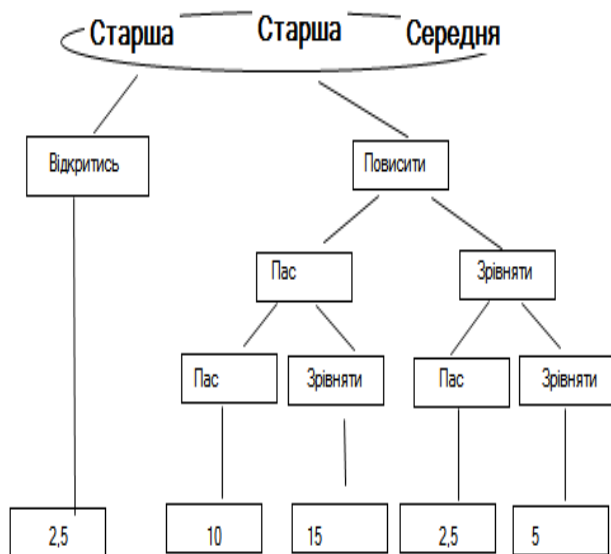 Старша Старша Середня
Відкритись Повисити
Пас Зрівняти
Пас Зрівняти Пас Зрівняти
2,5 10 15 2,5 5